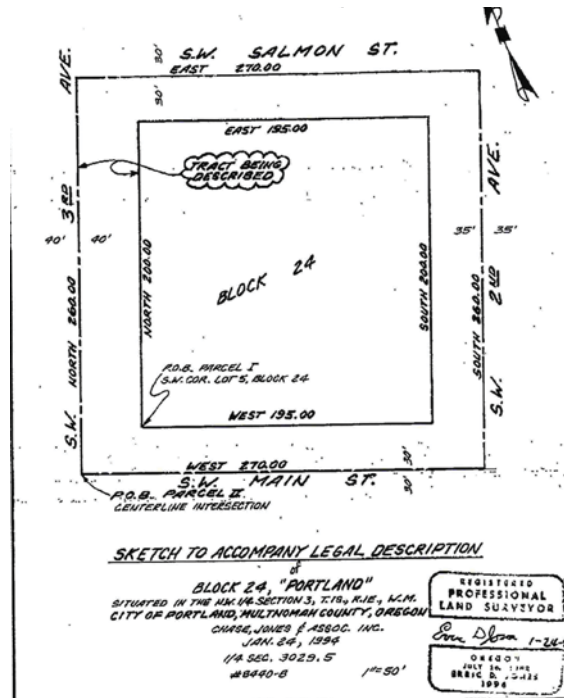 S.W. SALMON ST.
EAST 270.00
30'
30'
EAST 195.00
TRACT BEING
DESCRIBED
S.W. 3RD AVE.
40' 40'
NORTH 260.00
NORTH 200.00
BLOCK 24
SOUTH 200.00
35' 35'
SOUTH 260.00
S.W. 2ND AVE.
P.O.B. PARCEL I
S.W. COR. LOT 5, BLOCK 24
WEST 195.00
30'
30'
WEST 270.00
S.W. MAIN ST.
P.O.B. PARCEL II
CENTERLINE INTERSECTION
SKETCH TO ACCOMPANY LEGAL DESCRIPTION
of
BLOCK 24, "PORTLAND"
SITUATED IN THE N.W. 1/4 SECTION 3, T.1S., R.1E., W.M.
CITY OF PORTLAND, MULTNOMAH COUNTY, OREGON
CHASE, JONES & ASSOC. INC.
JAN. 24, 1994
1/4 SEC. 3029.5
#8440-B 1"=50'
REGISTERED
PROFESSIONAL
LAND SURVEYOR
1-24-
OREGON
JULY
D. JONES